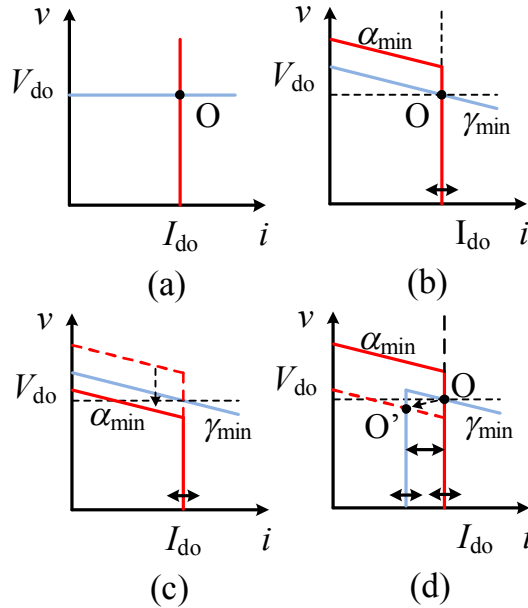 v
V_do
O
I_do
i
(a)
v
α_min
V_do
O
γ_min
I_do
i
(b)
v
V_do
α_min
γ_min
I_do
i
(c)
v
α_min
V_do
O
O'
γ_min
I_do
i
(d)